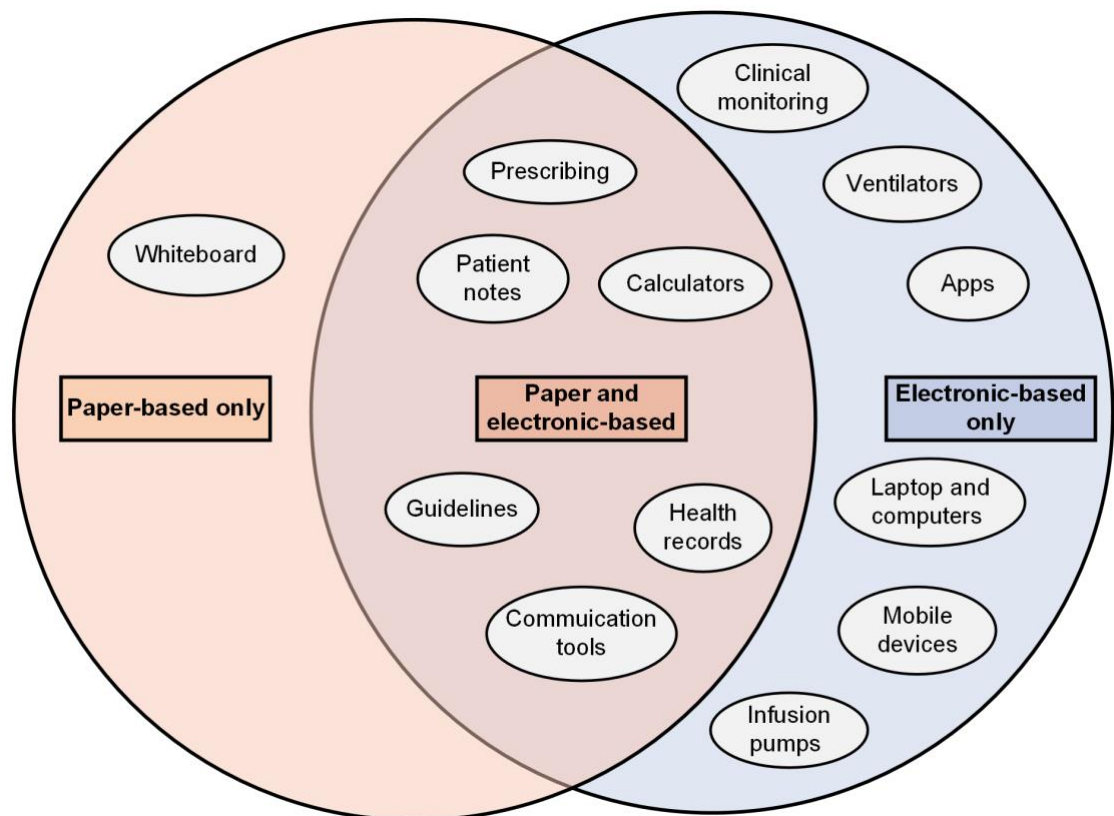 Clinical
monitoring
Prescribing
Ventilators
Whiteboard
Patient
notes
Calculators
Apps
Paper-based only
Paper and
electronic-based
Electronic-based
only
Guidelines
Health
records
Laptop and
computers
Commuication
tools
Mobile
devices
Infusion
pumps